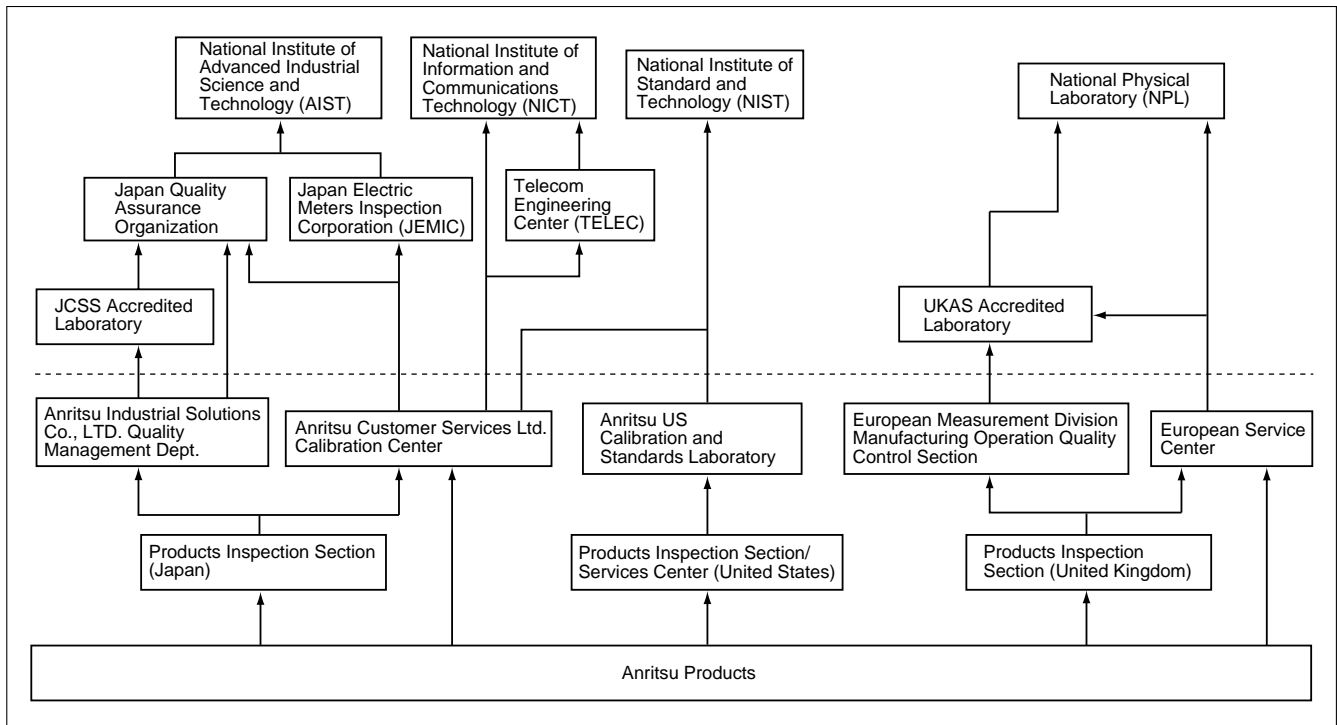 National Institute of
Advanced Industrial
Science and
Technology (AIST)
National Institute of
Information and
Communications
Technology (NICT)
National Institute of
Standard and
Technology (NIST)
National Physical
Laboratory (NPL)
Japan Quality
Assurance
Organization
Japan Electric
Meters Inspection
Corporation (JEMIC)
Telecom
Engineering
Center (TELEC)
JCSS Accredited
Laboratory
UKAS Accredited
Laboratory
Anritsu Industrial Solutions
Co., LTD. Quality
Management Dept.
Anritsu Customer Services Ltd.
Calibration Center
Anritsu US
Calibration and
Standards Laboratory
European Measurement Division
Manufacturing Operation Quality
Control Section
European Service
Center
Products Inspection Section
(Japan)
Products Inspection Section/
Services Center (United States)
Products Inspection
Section (United Kingdom)
Anritsu Products